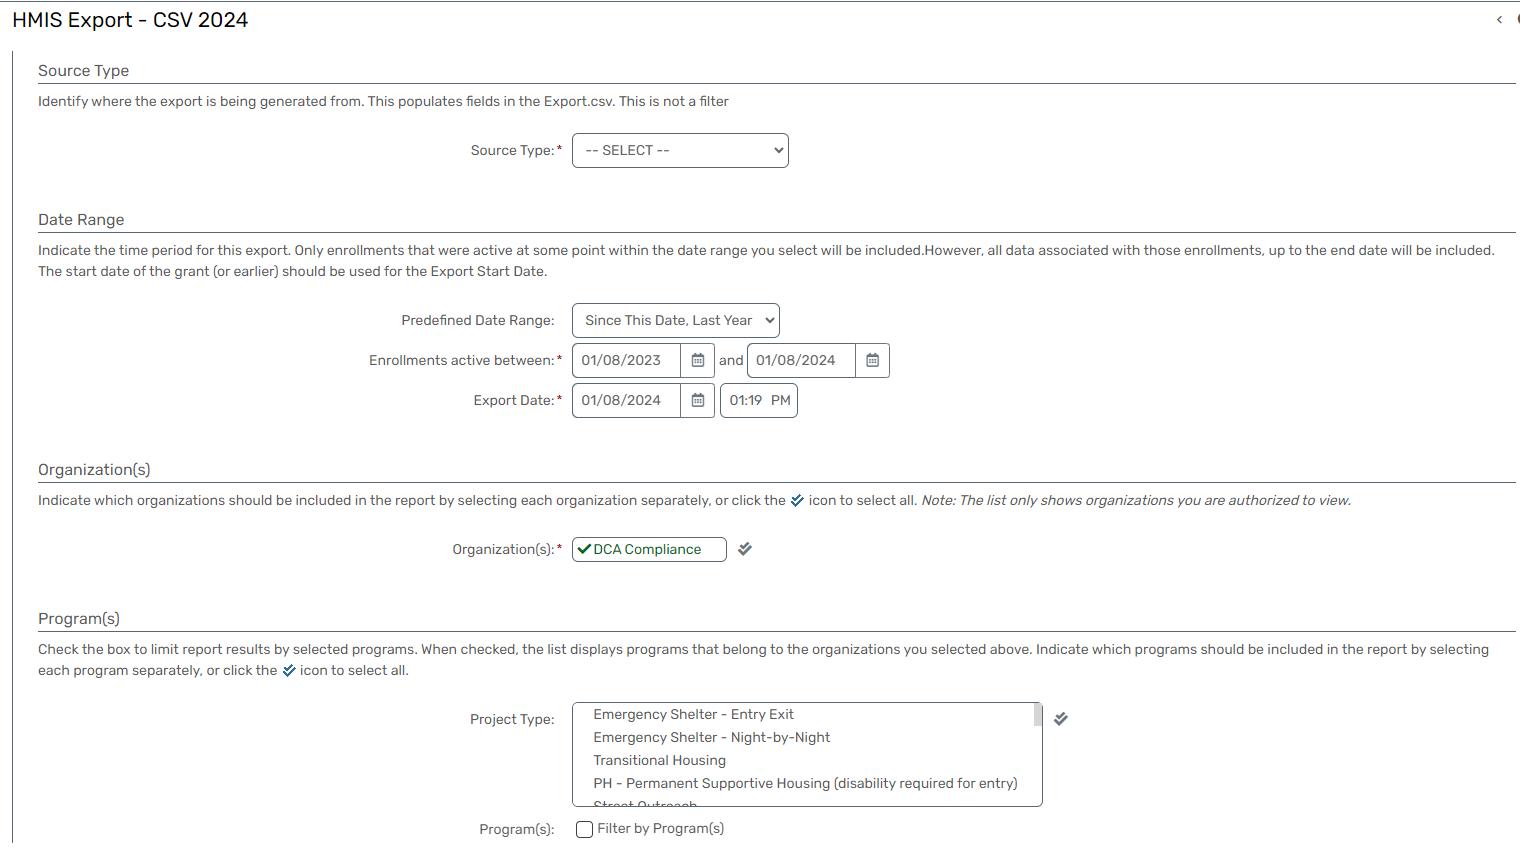 HMIS Export - CSV 2024
Source Type
Identify where the export is being generated from. This populates fields in the Export.csv. This is not a filter
Source Type:* -- SELECT --
Date Range
Indicate the time period for this export. Only enrollments that were active at some point within the date range you select will be included.However, all data associated with those enrollments, up to the end date will be included.
The start date of the grant (or earlier) should be used for the Export Start Date.
Predefined Date Range: Since This Date, Last Year
Enrollments active between:* 01/08/2023 and 01/08/2024
Export Date:* 01/08/2024 01:19 PM
Organization(s)
Indicate which organizations should be included in the report by selecting each organization separately, or click the icon to select all. Note: The list only shows organizations you are authorized to view.
Organization(s):* DCA Compliance
Program(s)
Check the box to limit report results by selected programs. When checked, the list displays programs that belong to the organizations you selected above. Indicate which programs should be included in the report by selecting
each program separately, or click the icon to select all.
Project Type: Emergency Shelter - Entry Exit
Emergency Shelter - Night-by-Night
Transitional Housing
PH - Permanent Supportive Housing (disability required for entry)
Street Outreach
Program(s): Filter by Program(s)